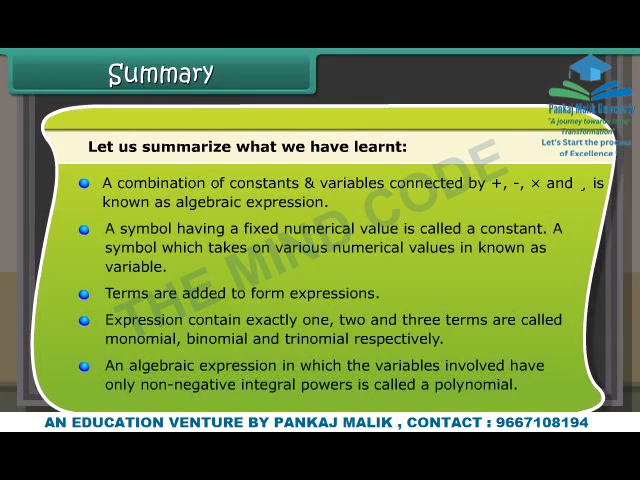 Summary
Pankaj Malik University
"A journey towards
Transformation"
Let's Start the process
of Excellence
Let us summarize what we have learnt:
A combination of constants & variables connected by +, -, × and is
known as algebraic expression.
A symbol having a fixed numerical value is called a constant. A
symbol which takes on various numerical values in known as
variable.
Terms are added to form expressions.
Expression contain exactly one, two and three terms are called
monomial, binomial and trinomial respectively.
An algebraic expression in which the variables involved have
only non-negative integral powers is called a polynomial.
THE MIND CODE
AN EDUCATION VENTURE BY PANKAJ MALIK , CONTACT : 9667108194